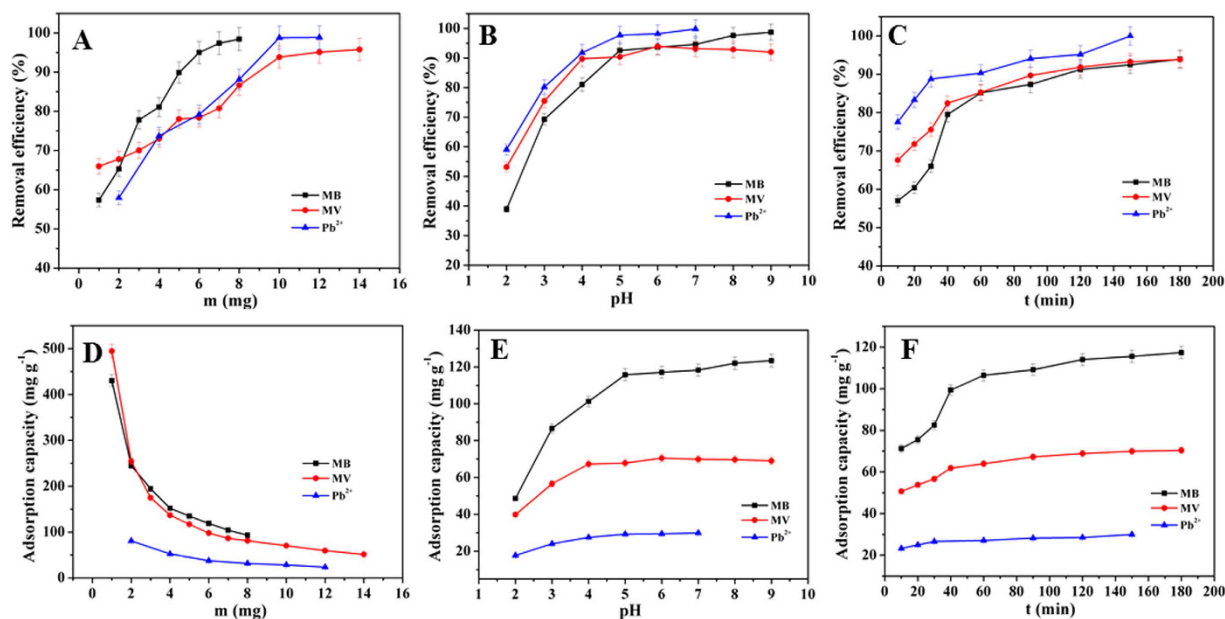 A
Removal efficiency (%)
100
90
80
70
60
50
40
0 2 4 6 8 10 12 14 16
m (mg)
MB
MV
Pb²⁺
B
Removal efficiency (%)
110
100
90
80
70
60
50
40
30
20
1 2 3 4 5 6 7 8 9 10
pH
MB
MV
Pb²⁺
C
Removal efficiency (%)
100
90
80
70
60
50
40
0 20 40 60 80 100 120 140 160 180 200
t (min)
MB
MV
Pb²⁺
D
Adsorption capacity (mg g⁻¹)
500
400
300
200
100
0
0 2 4 6 8 10 12 14 16
m (mg)
MB
MV
Pb²⁺
E
Adsorption capacity (mg g⁻¹)
140
120
100
80
60
40
20
0
1 2 3 4 5 6 7 8 9 10
pH
MB
MV
Pb²⁺
F
Adsorption capacity (mg g⁻¹)
120
100
80
60
40
20
0 20 40 60 80 100 120 140 160 180 200
t (min)
MB
MV
Pb²⁺